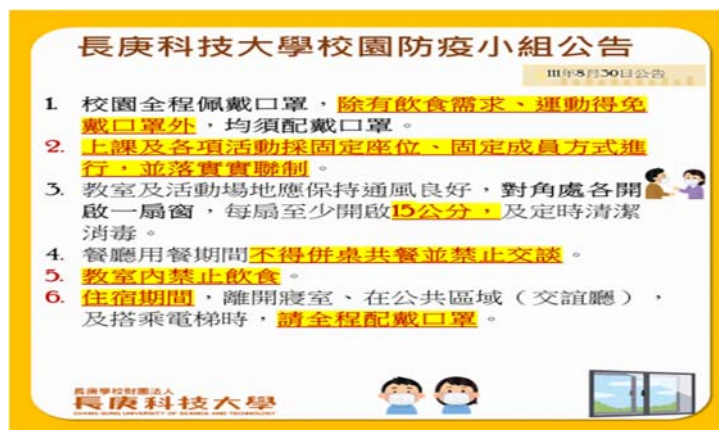 長庚科技大學校園防疫小組公告
111年8月30日公告
1. 校園全程佩戴口罩，除有飲食需求、運動得免
戴口罩外，均須配戴口罩。
2. 上課及各項活動採固定座位、固定成員方式進
行，並落實實聯制。
3. 教室及活動場地應保持通風良好，對角處各開
啟一扇窗，每扇至少開啟15公分，及定時清潔
消毒。
4. 餐廳用餐期間不得併桌共餐並禁止交談。
5. 教室內禁止飲食。
6. 住宿期間，離開寢室、在公共區域（交誼廳），
及搭乘電梯時，請全程配戴口罩。
長庚學校財團法人
長庚科技大學
CHANG GUNG UNIVERSITY OF SCIENCE AND TECHNOLOGY